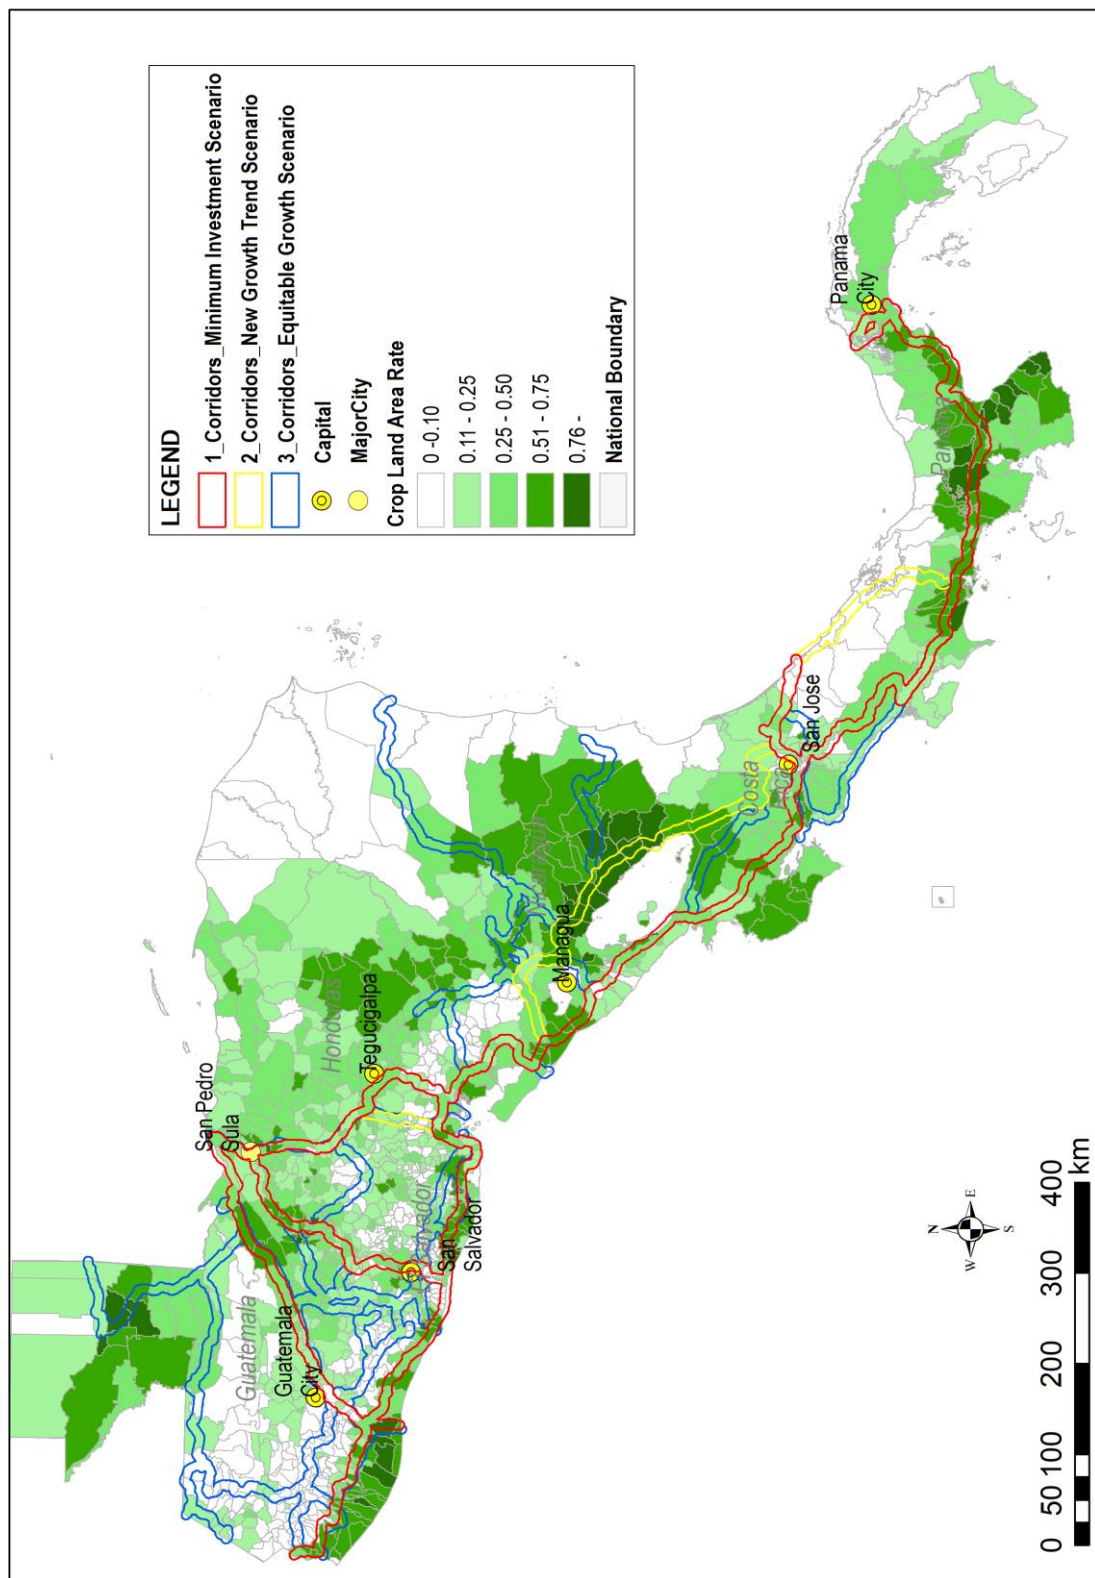 LEGEND
1_Corridors_Minimum Investment Scenario
2_Corridors_New Growth Trend Scenario
3_Corridors_Equitable Growth Scenario
Capital
MajorCity
Crop Land Area Rate
0 -0.10
0.11 - 0.25
0.25 - 0.50
0.51 - 0.75
0.76 -
National Boundary
San Pedro
Sula
Guatemala
Guatemala
City
Honduras
Tegucigalpa
San
Salvador
Nicaragua
Managua
Costa
Rica
San Jose
Panama
City
Panama
N
W
E
S
0
50
100
200
300
400
km